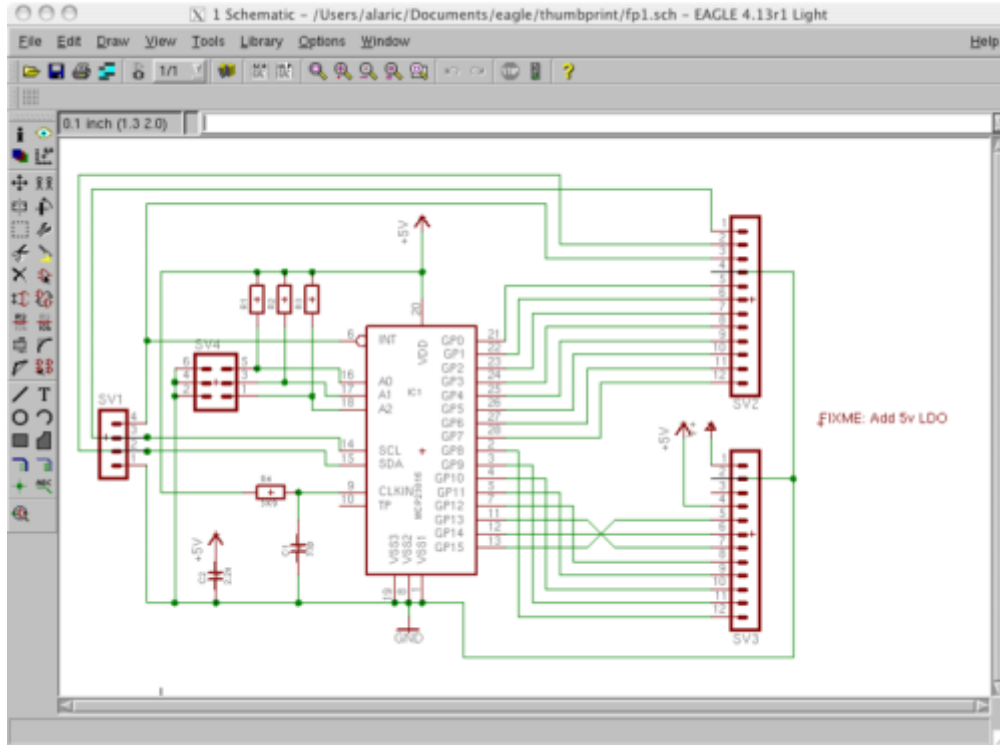 1 Schematic - /Users/alaric/Documents/eagle/thumbprint/fp1.sch - EAGLE 4.13r1 Light
File Edit Draw View Tools Library Options Window Help
1/1
0.1 inch (1.3 2.0)
+5V
20
VDD
R1
R2
SV4
6
5
4
3
2
1
SV1
4
6 INT
16 A0
17 A1
18 A2
14 SCL
15 SDA
9 CLKIN
10 TP
IC1
GP0 21
GP1 22
GP2 23
GP3 24
GP4 25
GP5 26
GP6 27
GP7 28
GP8 2
GP9 3
GP10 4
GP11 5
GP12 7
GP13 11
GP14 12
GP15 13
VSS3
VSS2
VSS1
19
8
1
GND
+5V
C2
C1
1
2
3
4
5
6
7
8
9
10
11
12
SV2
FIXME: Add 5v LDO
+5V
1
2
3
4
5
6
7
8
9
10
11
12
SV3